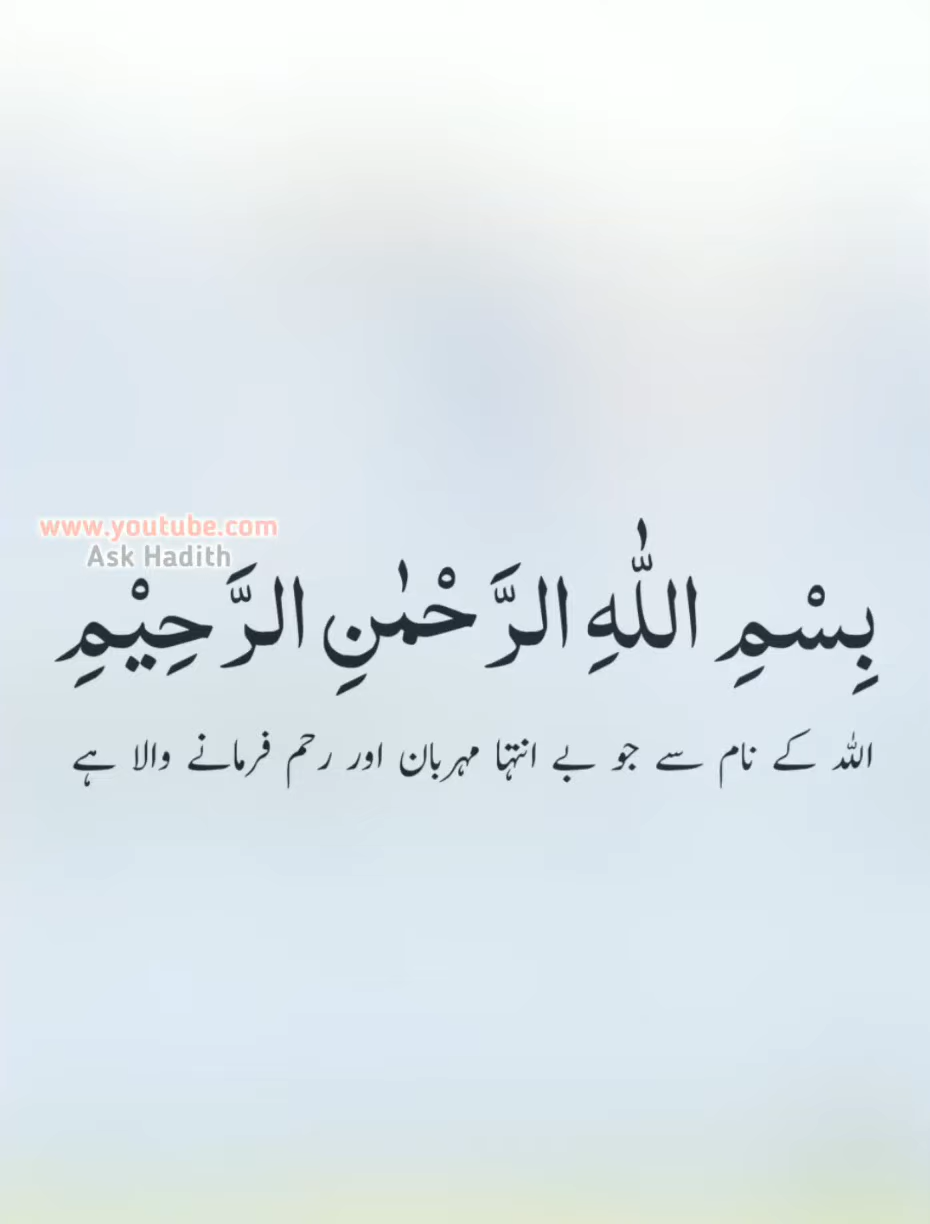 www.youtube.com
Ask Hadith
بِسْمِ اللّٰهِ الرَّحْمٰنِ الرَّحِيْمِ
اللہ کے نام سے جو بے انتہا مہربان اور رحم فرمانے والا ہے